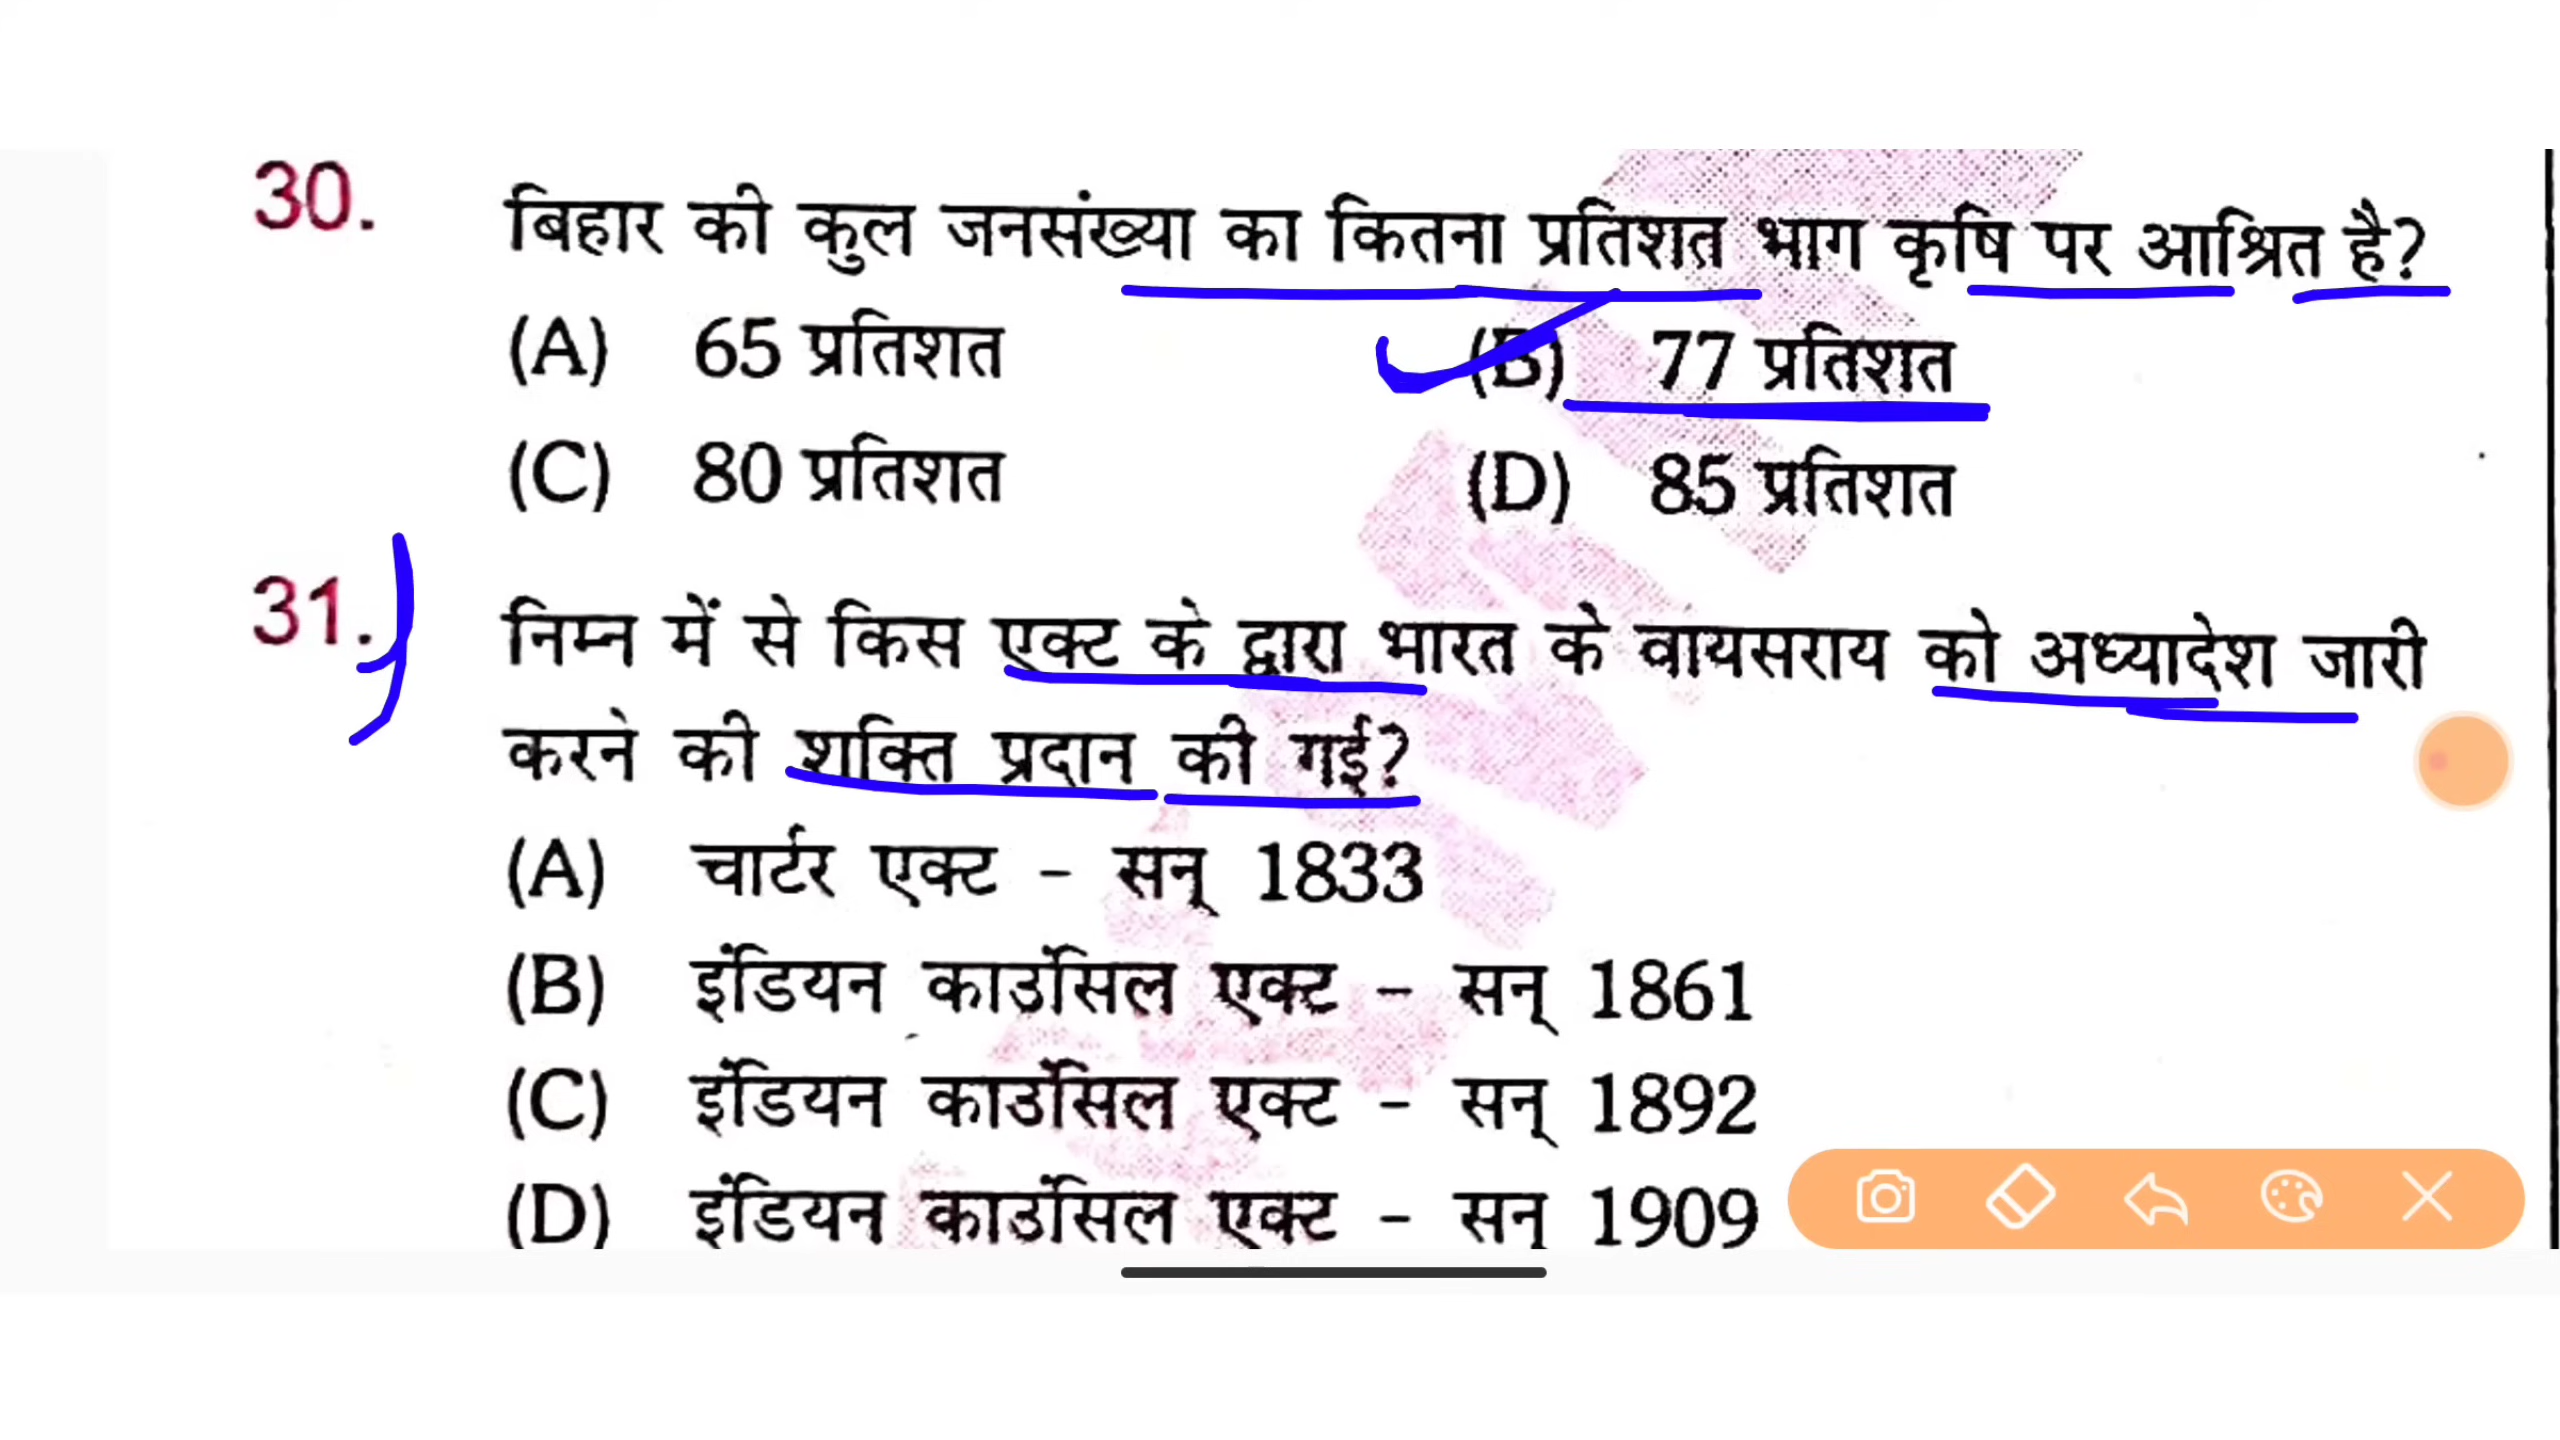 30. बिहार की कुल जनसंख्या का कितना प्रतिशत भाग कृषि पर आश्रित है?
(A) 65 प्रतिशत (B) 77 प्रतिशत
(C) 80 प्रतिशत (D) 85 प्रतिशत
31. निम्न में से किस एक्ट के द्वारा भारत के वायसराय को अध्यादेश जारी
करने की शक्ति प्रदान की गई?
(A) चार्टर एक्ट - सन् 1833
(B) इंडियन काउंसिल एक्ट - सन् 1861
(C) इंडियन काउंसिल एक्ट - सन् 1892
(D) इंडियन काउंसिल एक्ट - सन् 1909